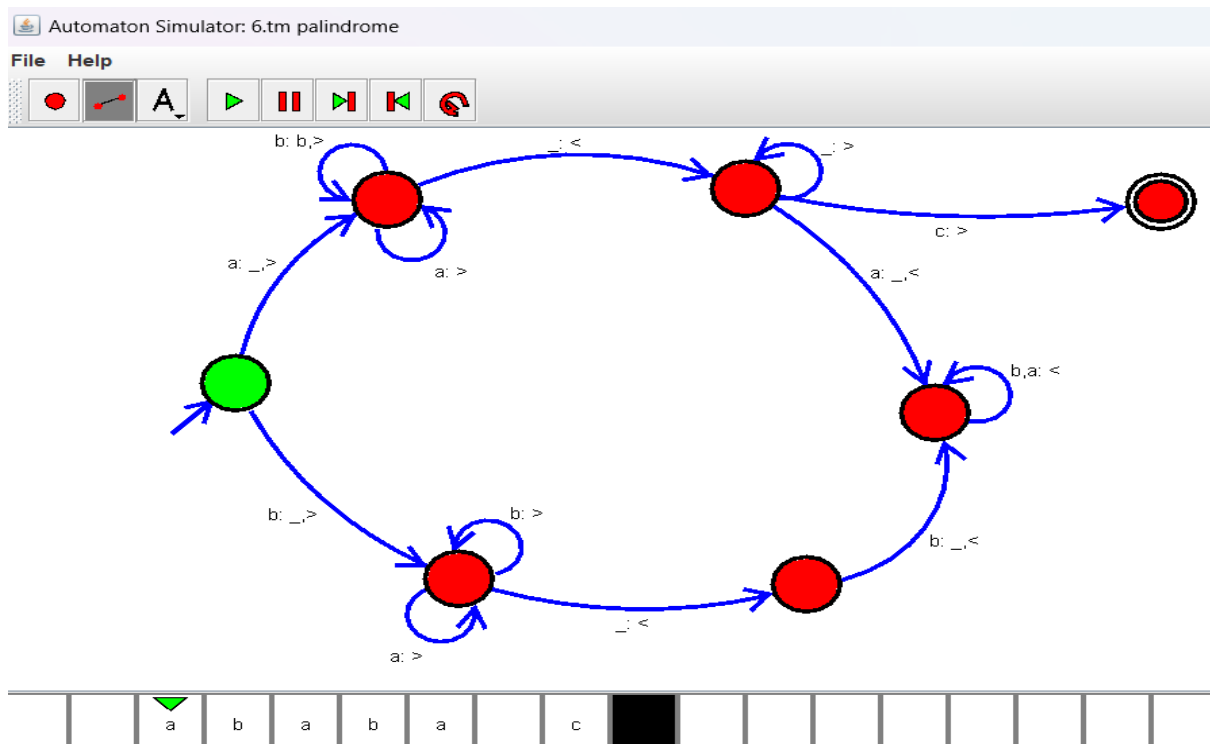 Automaton Simulator: 6.tm palindrome
File Help
A
b: b,>
_: <
_: >
a: _,>
a: >
c: >
a: _,<
b,a: <
b: _,>
b: >
b: _,<
_: <
a: >
a b a b a c